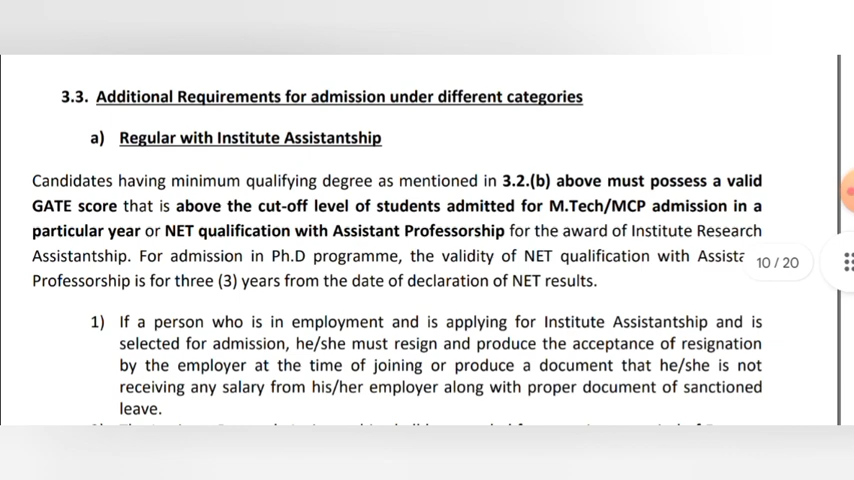 3.3. Additional Requirements for admission under different categories
a) Regular with Institute Assistantship
Candidates having minimum qualifying degree as mentioned in 3.2.(b) above must possess a valid
GATE score that is above the cut-off level of students admitted for M.Tech/MCP admission in a
particular year or NET qualification with Assistant Professorship for the award of Institute Research
Assistantship. For admission in Ph.D programme, the validity of NET qualification with Assista
10 / 20
Professorship is for three (3) years from the date of declaration of NET results.
1) If a person who is in employment and is applying for Institute Assistantship and is
selected for admission, he/she must resign and produce the acceptance of resignation
by the employer at the time of joining or produce a document that he/she is not
receiving any salary from his/her employer along with proper document of sanctioned
leave.